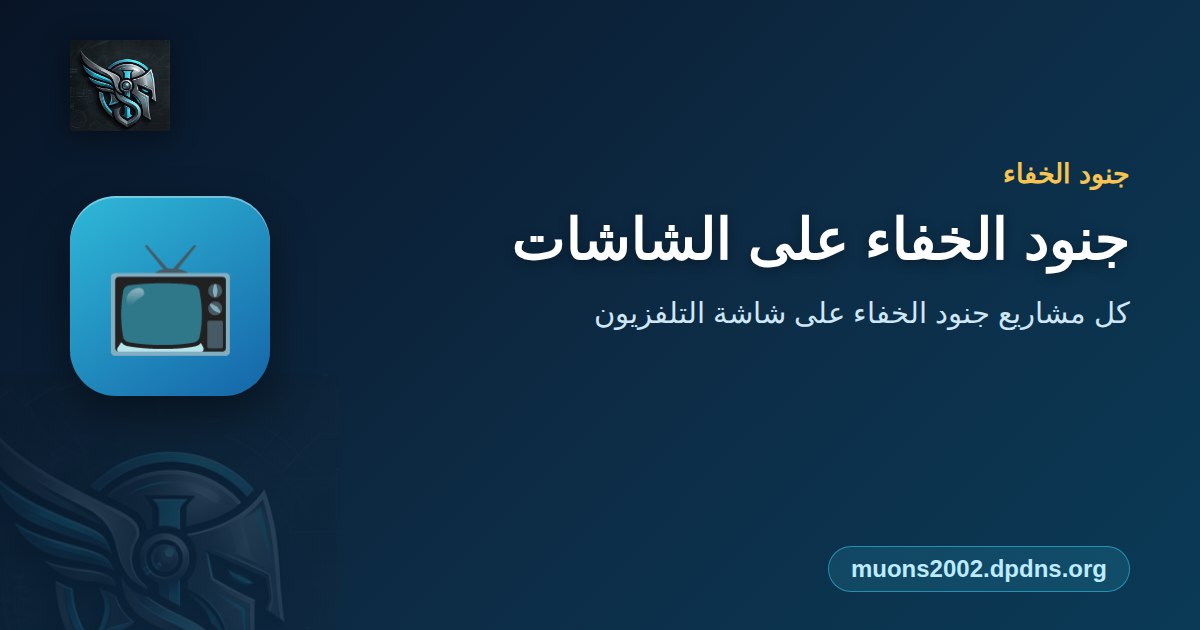 جنود الخفاء
جنود الخفاء على الشاشات
كل مشاريع جنود الخفاء على شاشة التلفزيون
muons2002.dpdns.org